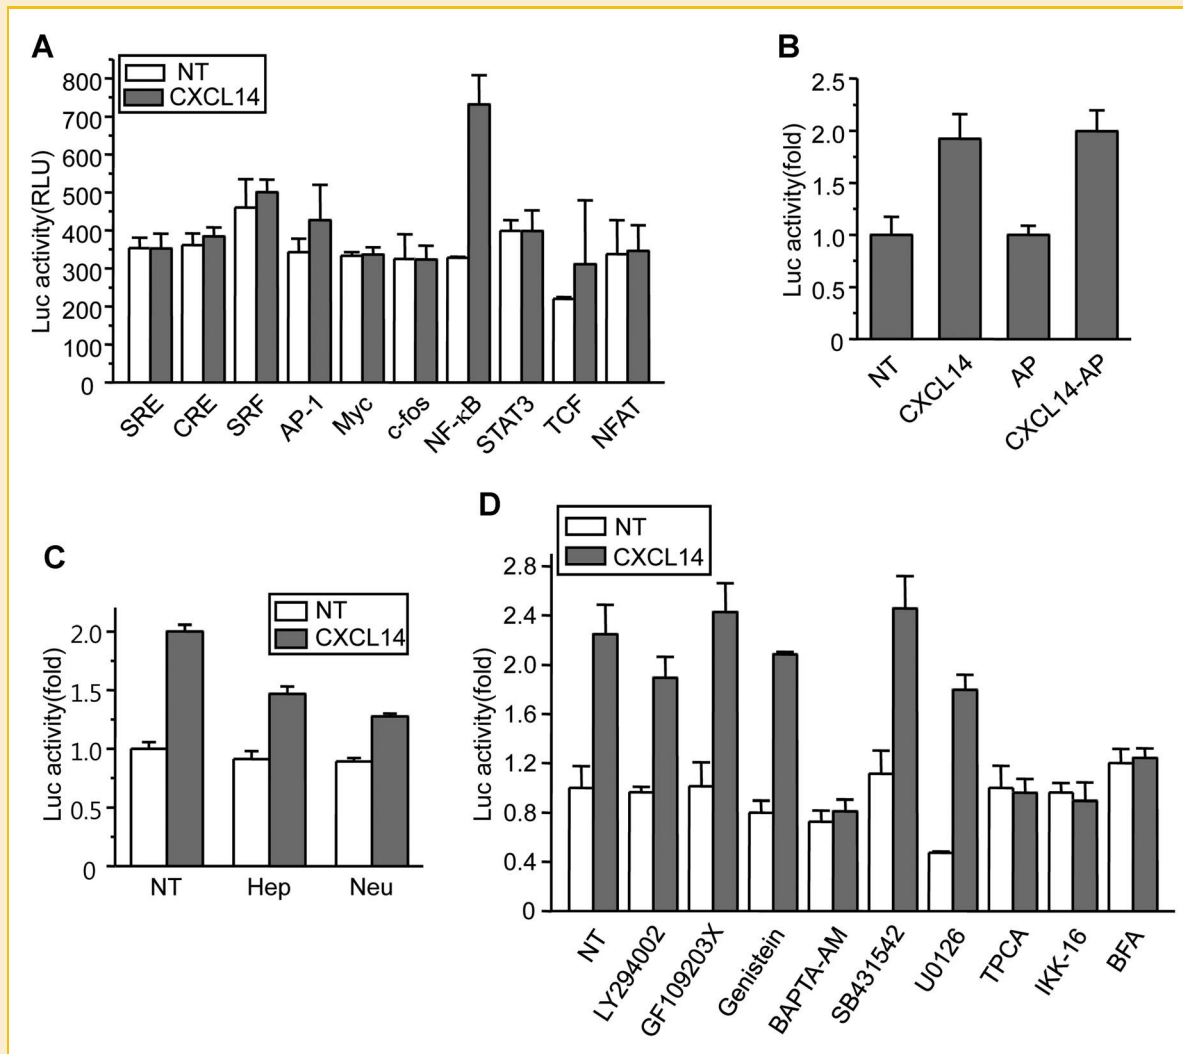 A
NT
CXCL14
Luc activity(RLU)
800
700
600
500
400
300
200
100
0
SRE
CRE
SRF
AP-1
Myc
c-fos
NF-κB
STAT3
TCF
NFAT
B
Luc activity(fold)
2.5
2.0
1.5
1.0
0.5
0
NT
CXCL14
AP
CXCL14-AP
C
NT
CXCL14
Luc activity(fold)
2.0
1.5
1.0
0.5
0
NT
Hep
Neu
D
NT
CXCL14
Luc activity(fold)
2.8
2.4
2.0
1.6
1.2
0.8
0.4
0
NT
LY294002
GF109203X
Genistein
BAPTA-AM
SB431542
U0126
TPCA
IKK-16
BFA